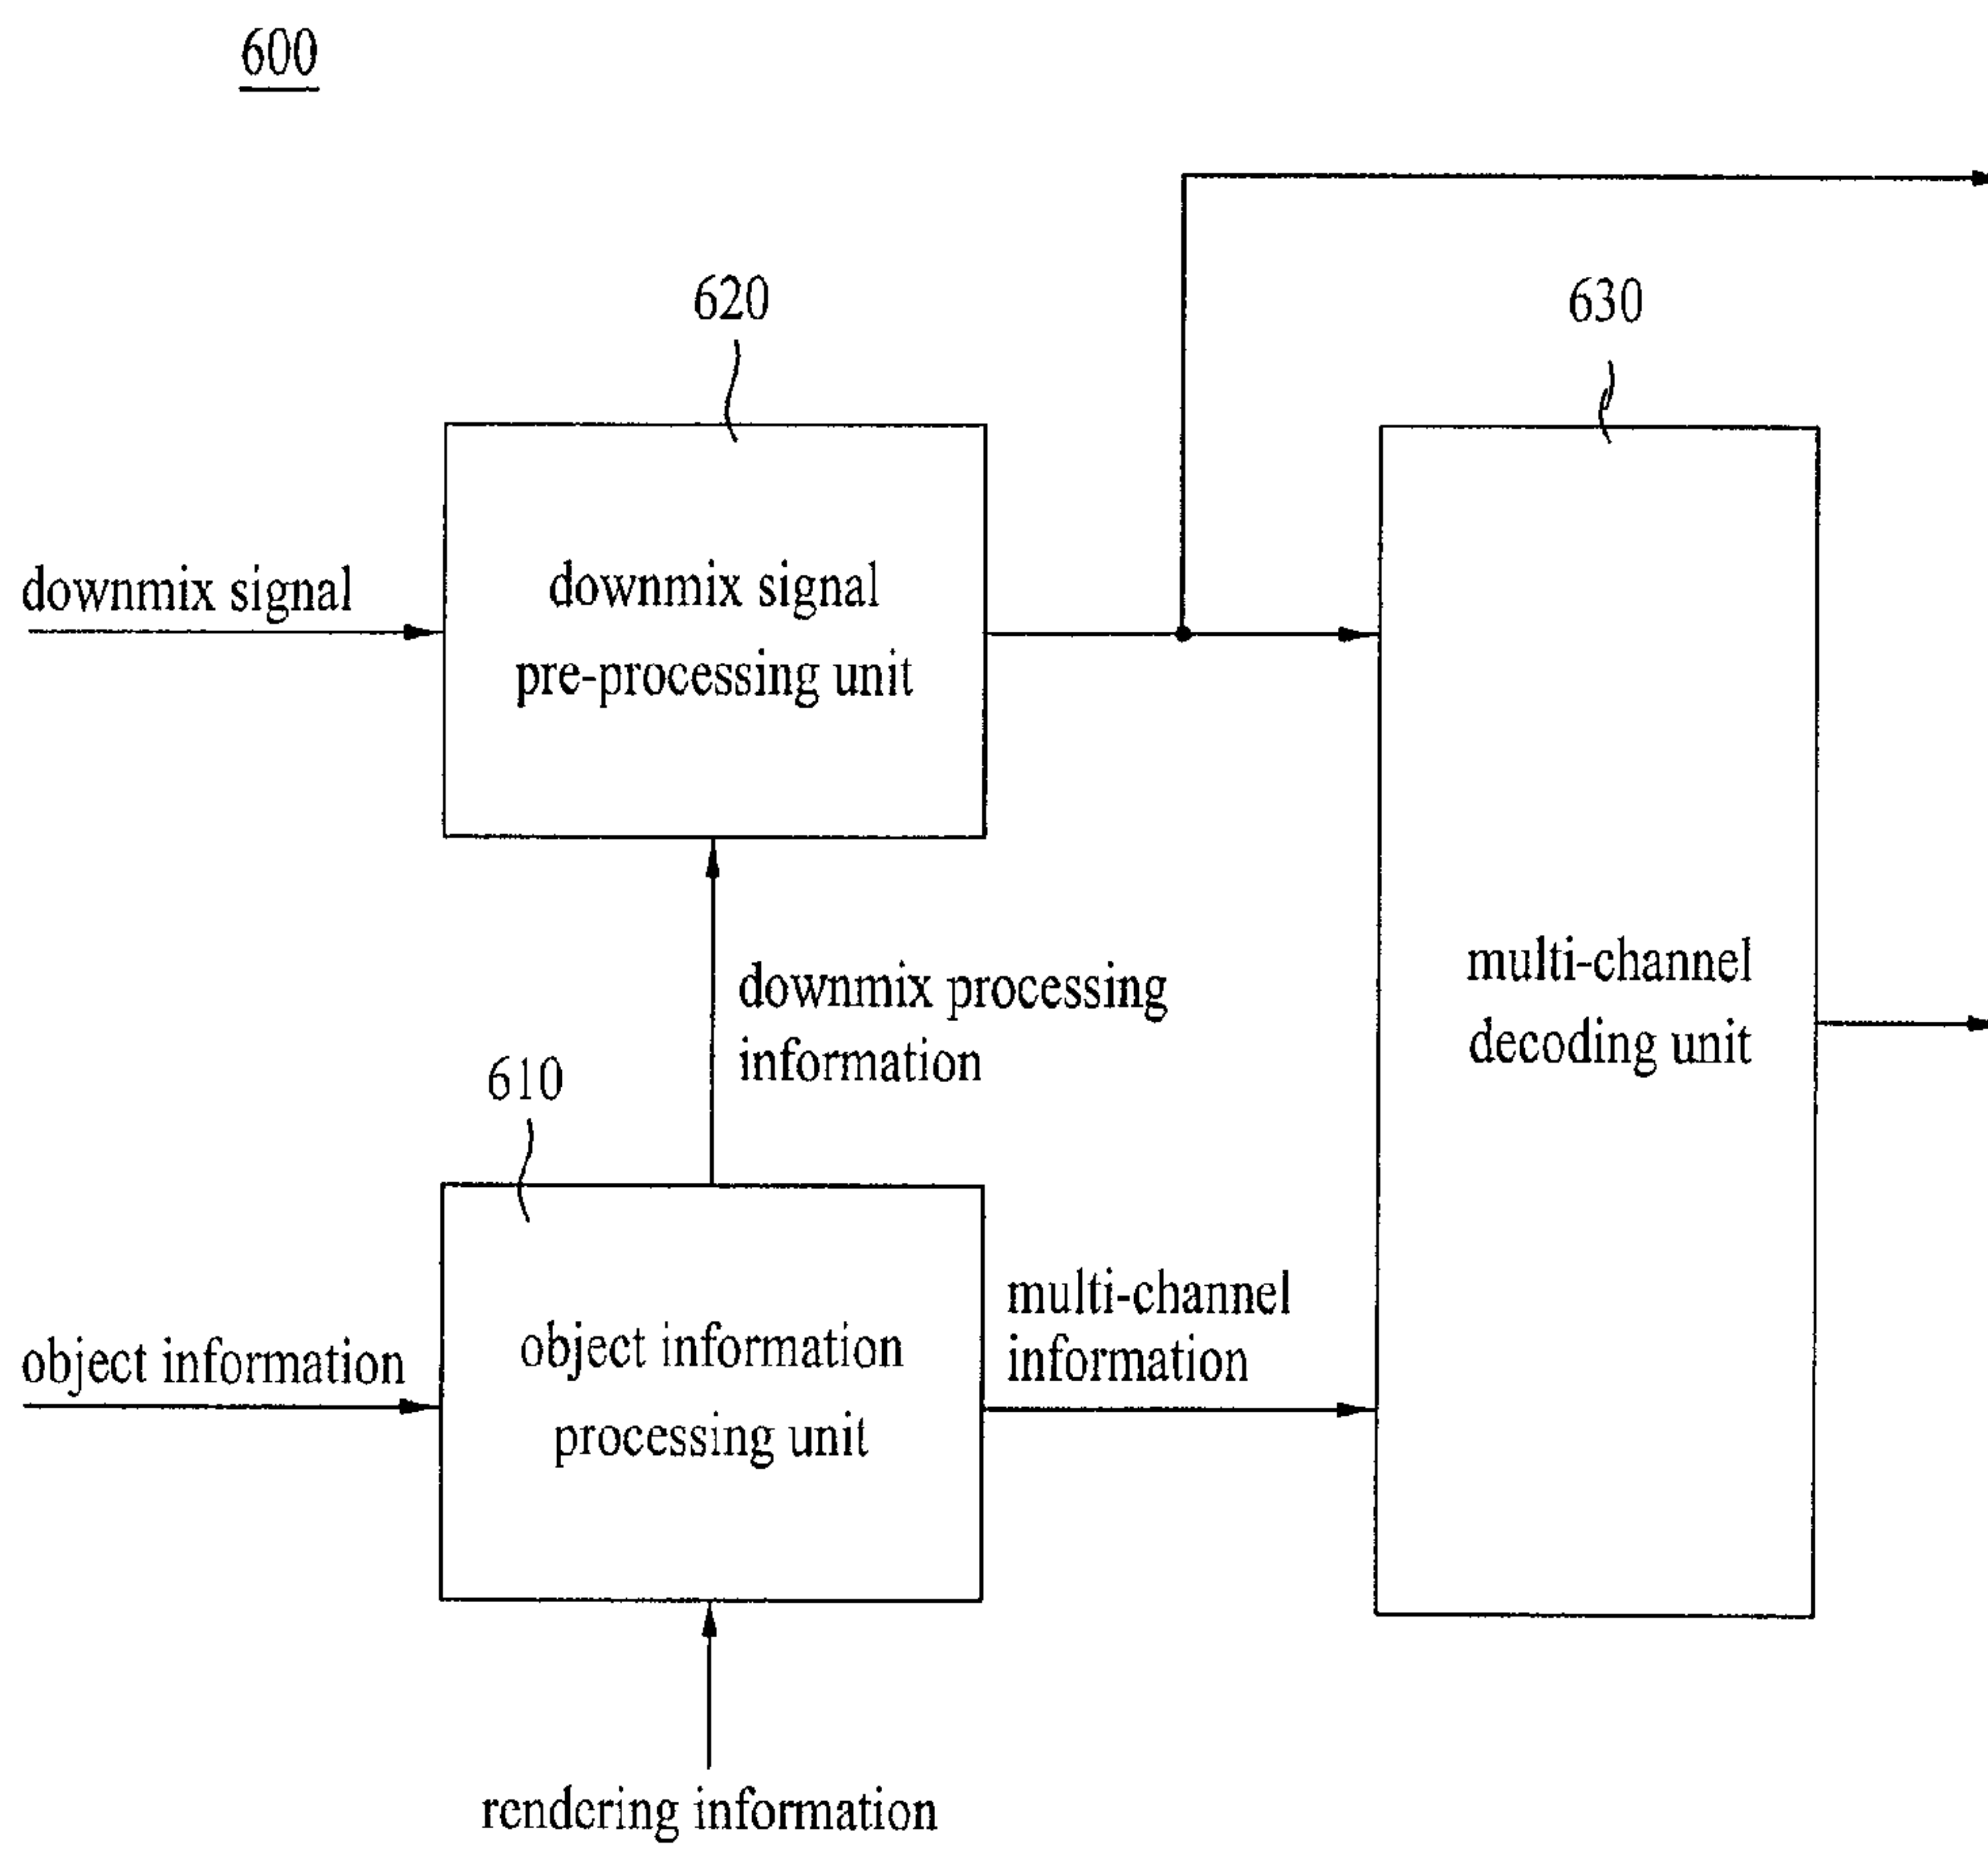 600
620
630
downmix signal
downmix signal
pre-processing unit
downmix processing
information
multi-channel
decoding unit
610
multi-channel
information
object information
object information
processing unit
rendering information